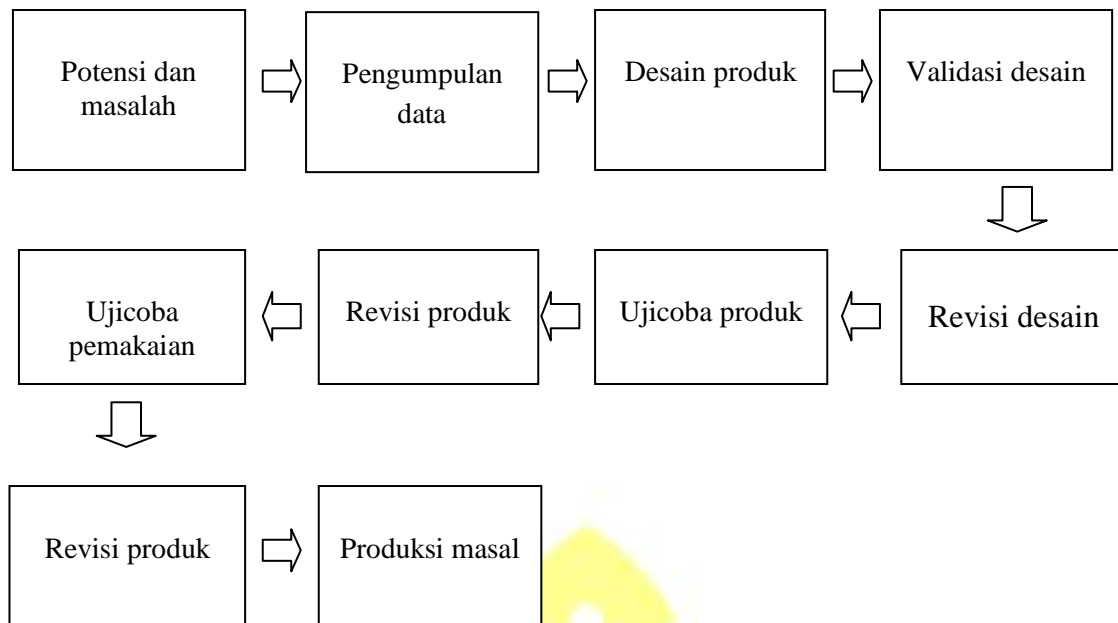 Potensi dan
masalah
Pengumpulan
data
Desain produk
Validasi desain
Revisi desain
Ujicoba produk
Revisi produk
Ujicoba
pemakaian
Revisi produk
Produksi masal